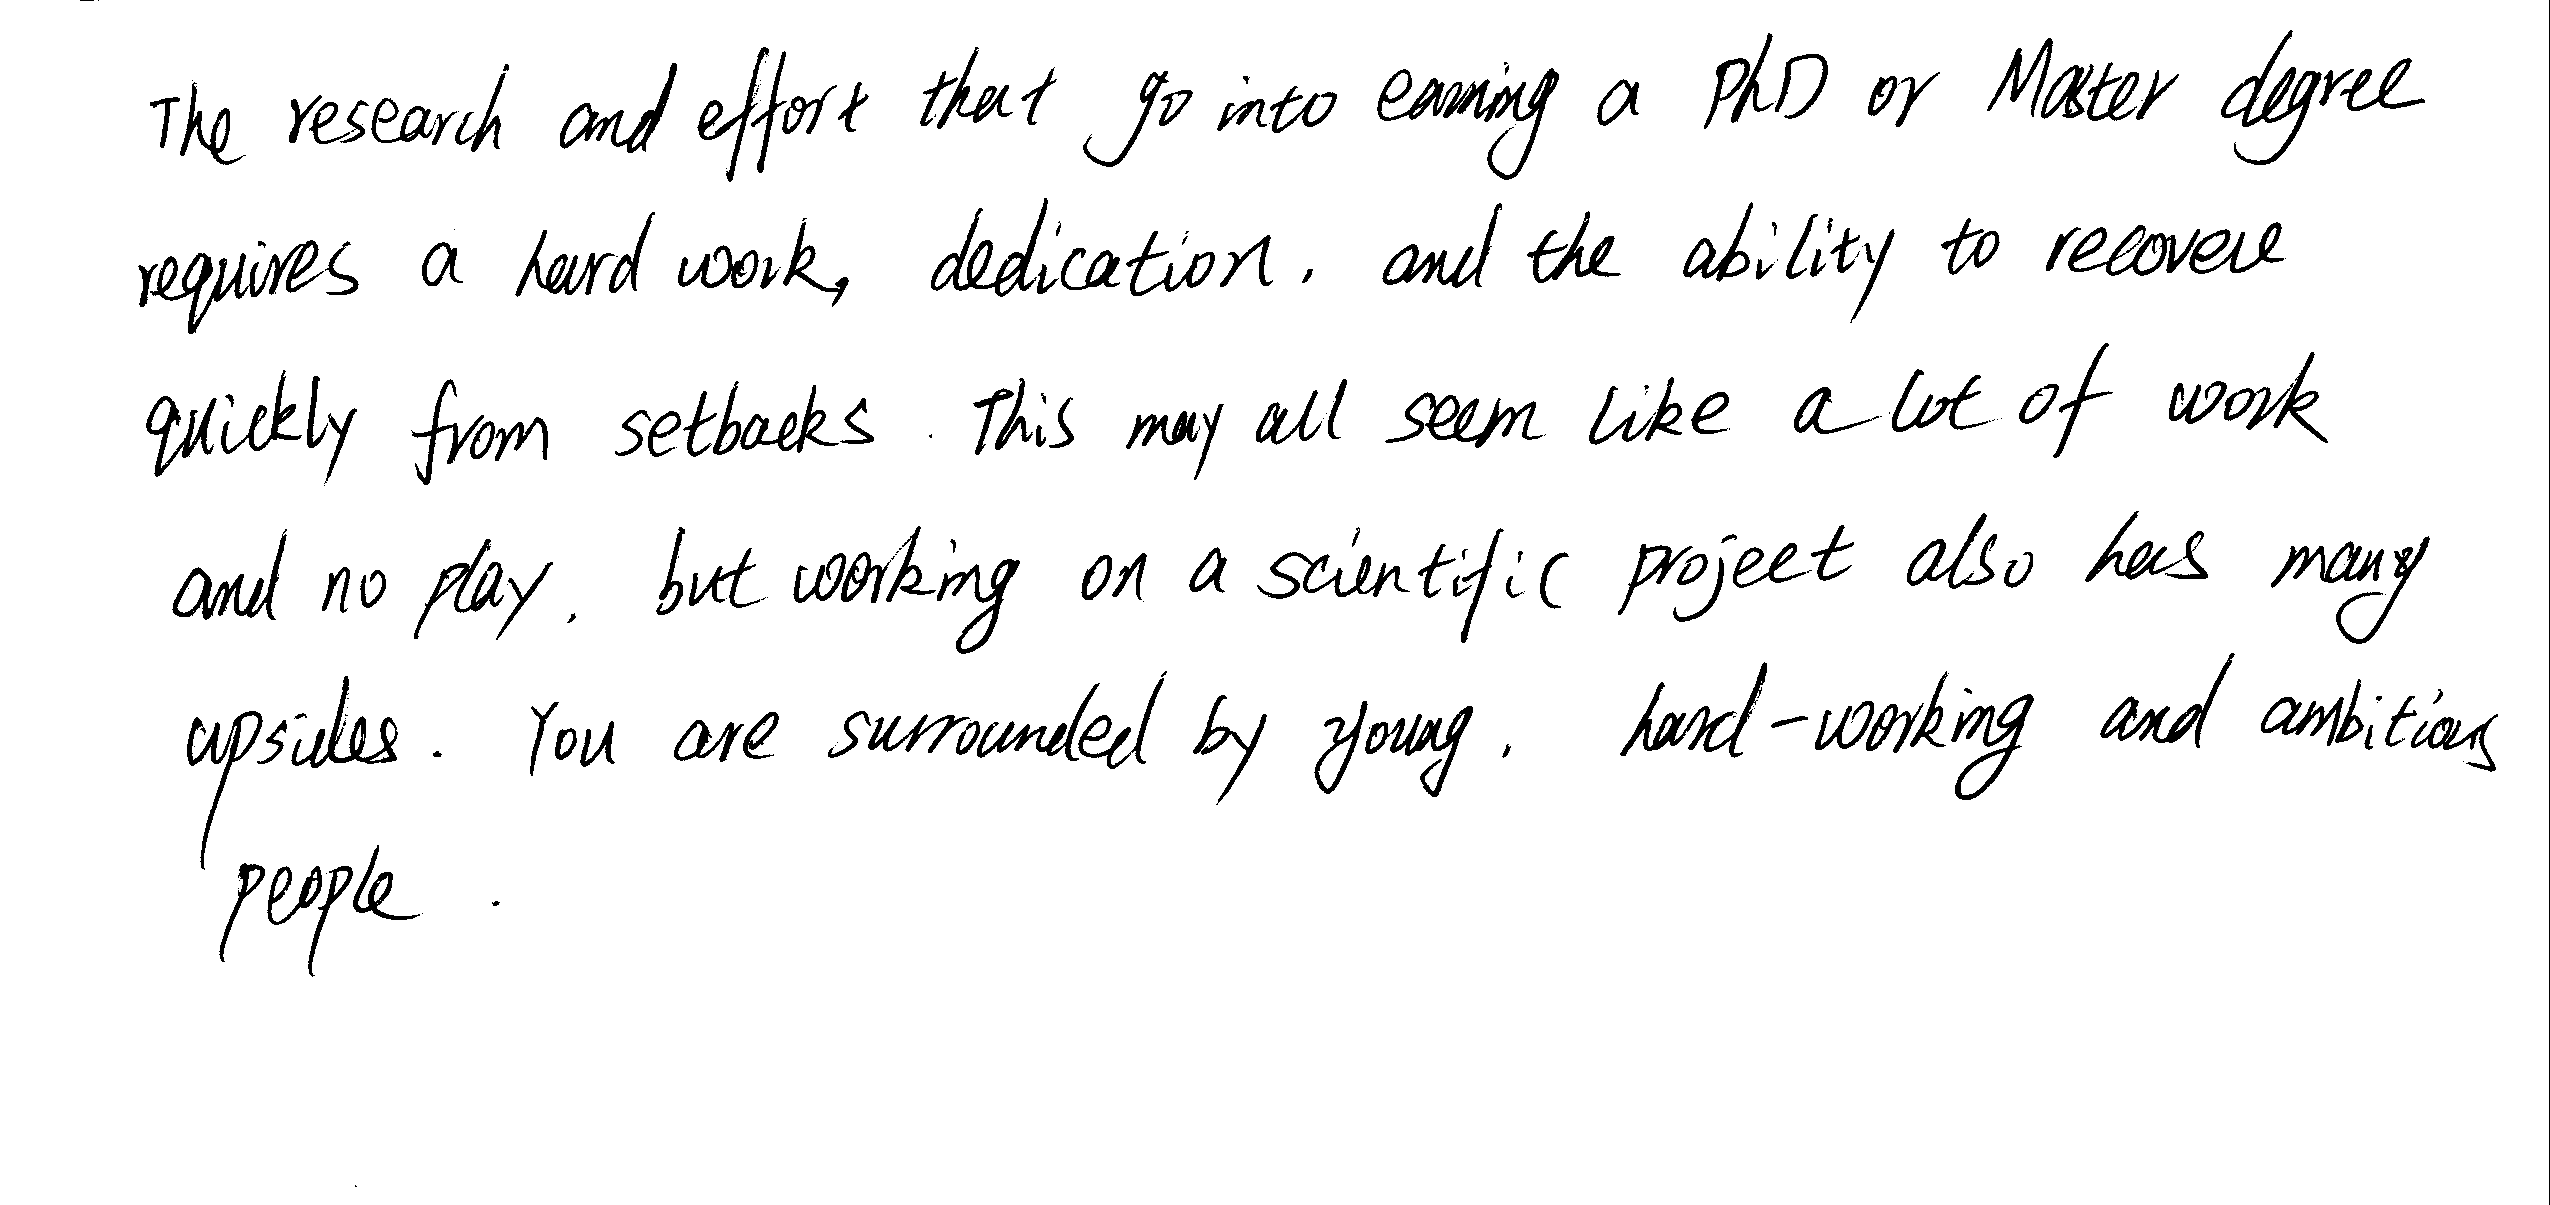 The research and effort that go into earning a PhD or Master degree
requires a hard work, dedication, and the ability to recovere
quickly from setbacks. This may all seem like a lot of work
and no play, but working on a scientific project also has many
upsides. You are surrounded by young, hard-working and ambitious
people.